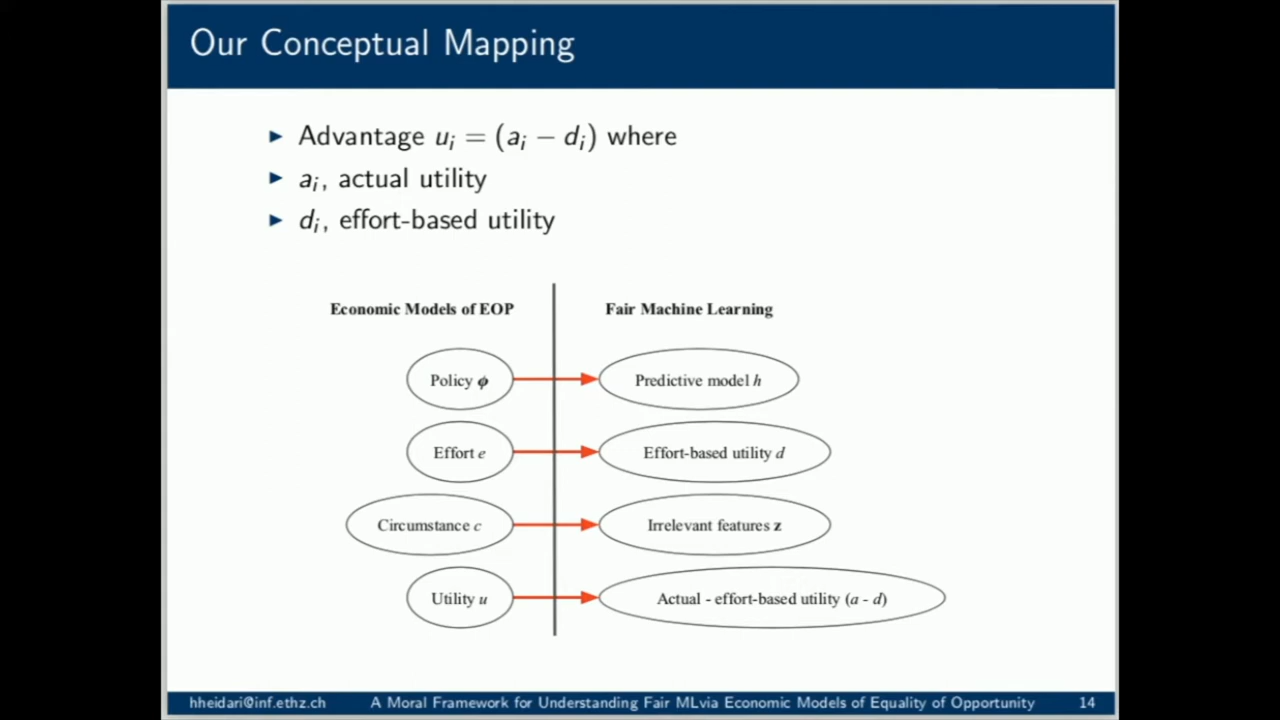 Our Conceptual Mapping
▶ Advantage uᵢ = (aᵢ − dᵢ) where
▶ aᵢ, actual utility
▶ dᵢ, effort-based utility
Economic Models of EOP Fair Machine Learning
Policy ϕ Predictive model h
Effort e Effort-based utility d
Circumstance c Irrelevant features z
Utility u Actual - effort-based utility (a - d)
hheidari@inf.ethz.ch A Moral Framework for Understanding Fair MLvia Economic Models of Equality of Opportunity 14